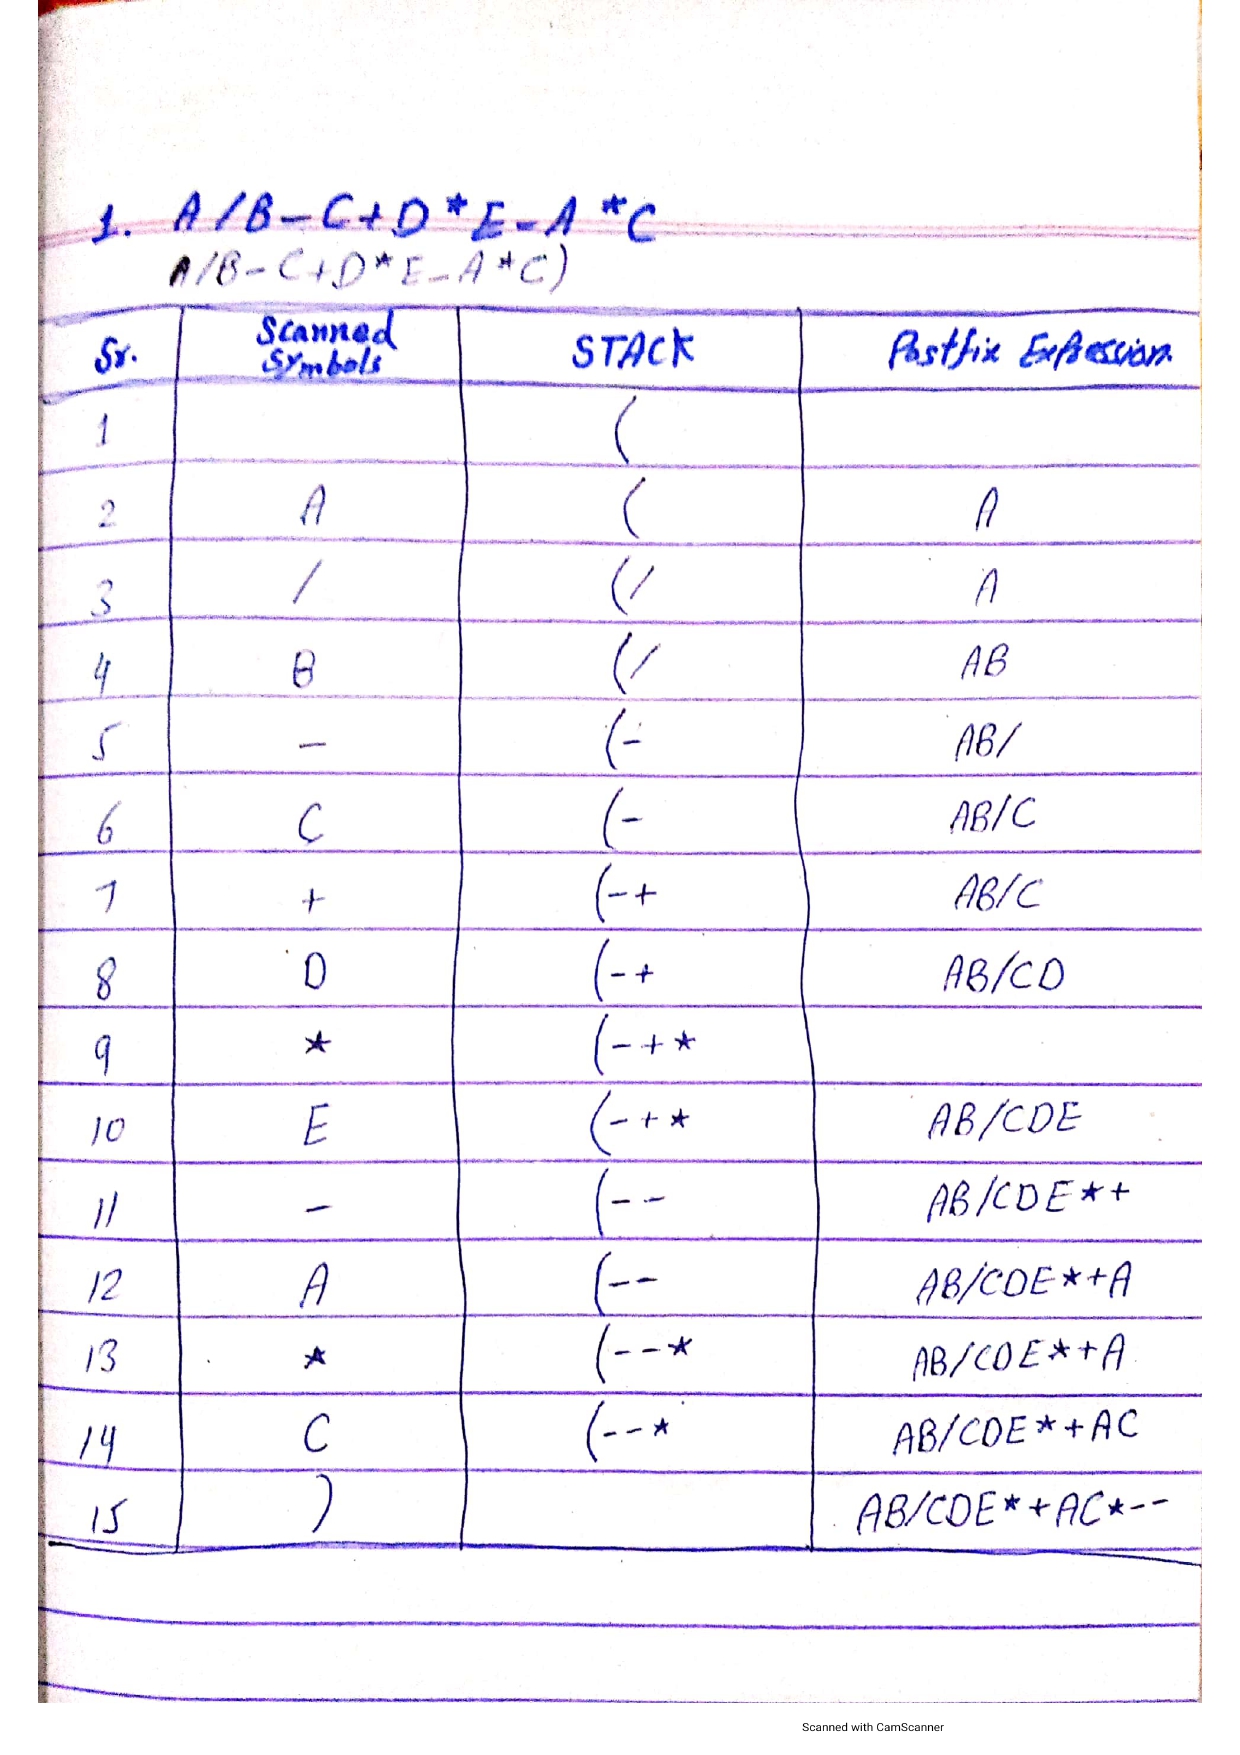 1. A/B-C+D*E-A*C
A/B-C+D*E-A*C)
Sr. Scanned Symbols STACK Postfix Expession
1 (
2 A ( A
3 / (/ A
4 B (/ AB
5 - (- AB/
6 C (- AB/C
7 + (-+ AB/C
8 D (-+ AB/CD
9 * (-+*
10 E (-+* AB/CDE
11 - (-- AB/CDE*+
12 A (-- AB/CDE*+A
13 * (--* AB/CDE*+A
14 C (--* AB/CDE*+AC
15 ) AB/CDE*+AC*--
Scanned with CamScanner